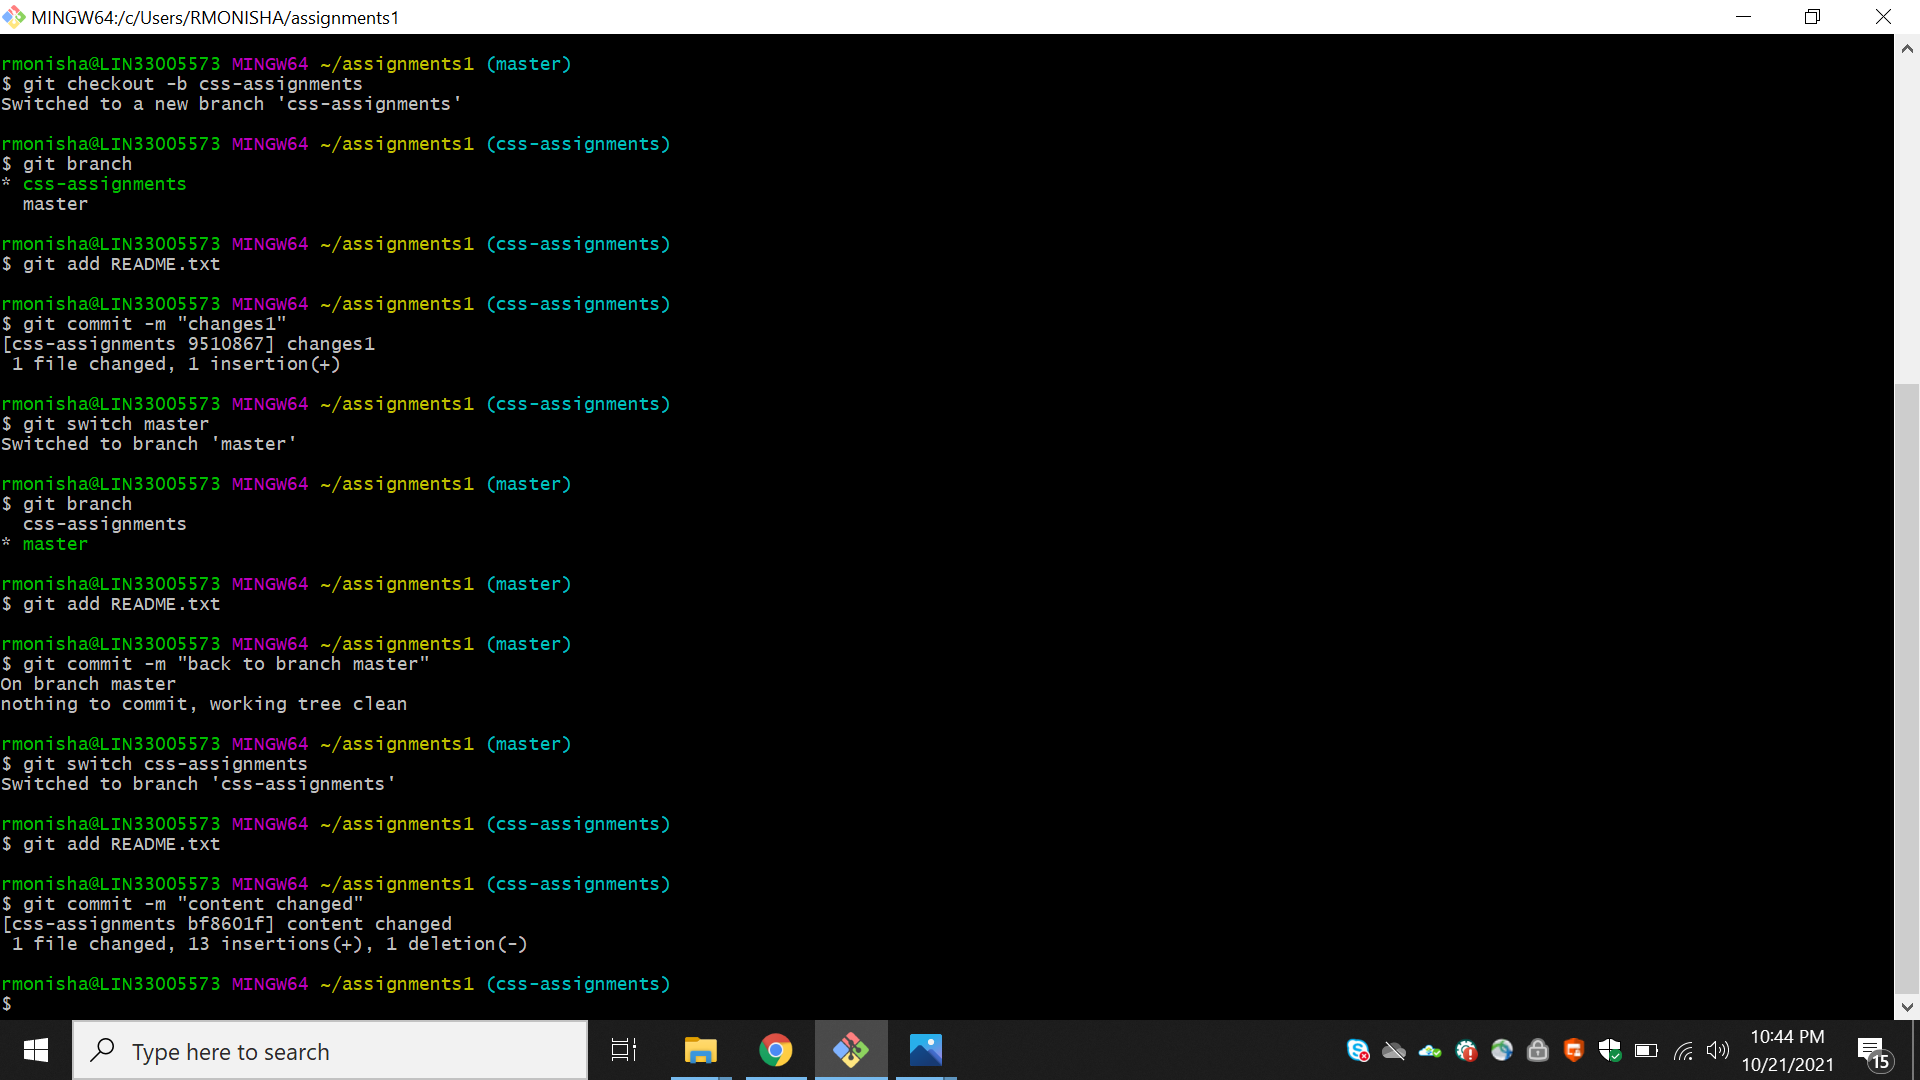 MINGW64:/c/Users/RMONISHA/assignments1
rmonisha@LIN33005573 MINGW64 ~/assignments1 (master)
$ git checkout -b css-assignments
Switched to a new branch 'css-assignments'
rmonisha@LIN33005573 MINGW64 ~/assignments1 (css-assignments)
$ git branch
* css-assignments
  master
rmonisha@LIN33005573 MINGW64 ~/assignments1 (css-assignments)
$ git add README.txt
rmonisha@LIN33005573 MINGW64 ~/assignments1 (css-assignments)
$ git commit -m "changes1"
[css-assignments 9510867] changes1
 1 file changed, 1 insertion(+)
rmonisha@LIN33005573 MINGW64 ~/assignments1 (css-assignments)
$ git switch master
Switched to branch 'master'
rmonisha@LIN33005573 MINGW64 ~/assignments1 (master)
$ git branch
  css-assignments
* master
rmonisha@LIN33005573 MINGW64 ~/assignments1 (master)
$ git add README.txt
rmonisha@LIN33005573 MINGW64 ~/assignments1 (master)
$ git commit -m "back to branch master"
On branch master
nothing to commit, working tree clean
rmonisha@LIN33005573 MINGW64 ~/assignments1 (master)
$ git switch css-assignments
Switched to branch 'css-assignments'
rmonisha@LIN33005573 MINGW64 ~/assignments1 (css-assignments)
$ git add README.txt
rmonisha@LIN33005573 MINGW64 ~/assignments1 (css-assignments)
$ git commit -m "content changed"
[css-assignments bf8601f] content changed
 1 file changed, 13 insertions(+), 1 deletion(-)
rmonisha@LIN33005573 MINGW64 ~/assignments1 (css-assignments)
$
Type here to search
10:44 PM
10/21/2021
15